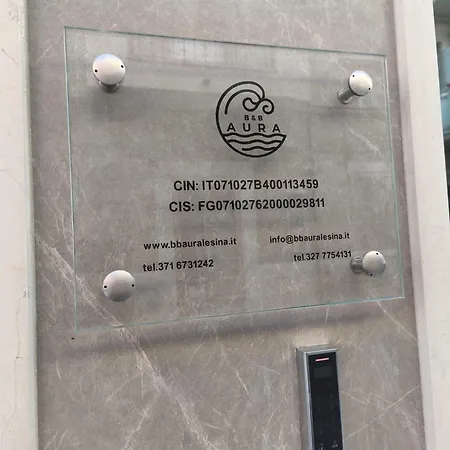 B&B
AURA
CIN: IT071027B400113459
CIS: FG07102762000029811
www.bbauralesina.it info@bbauralesina.it
tel.371 6731242 tel.327 7754131